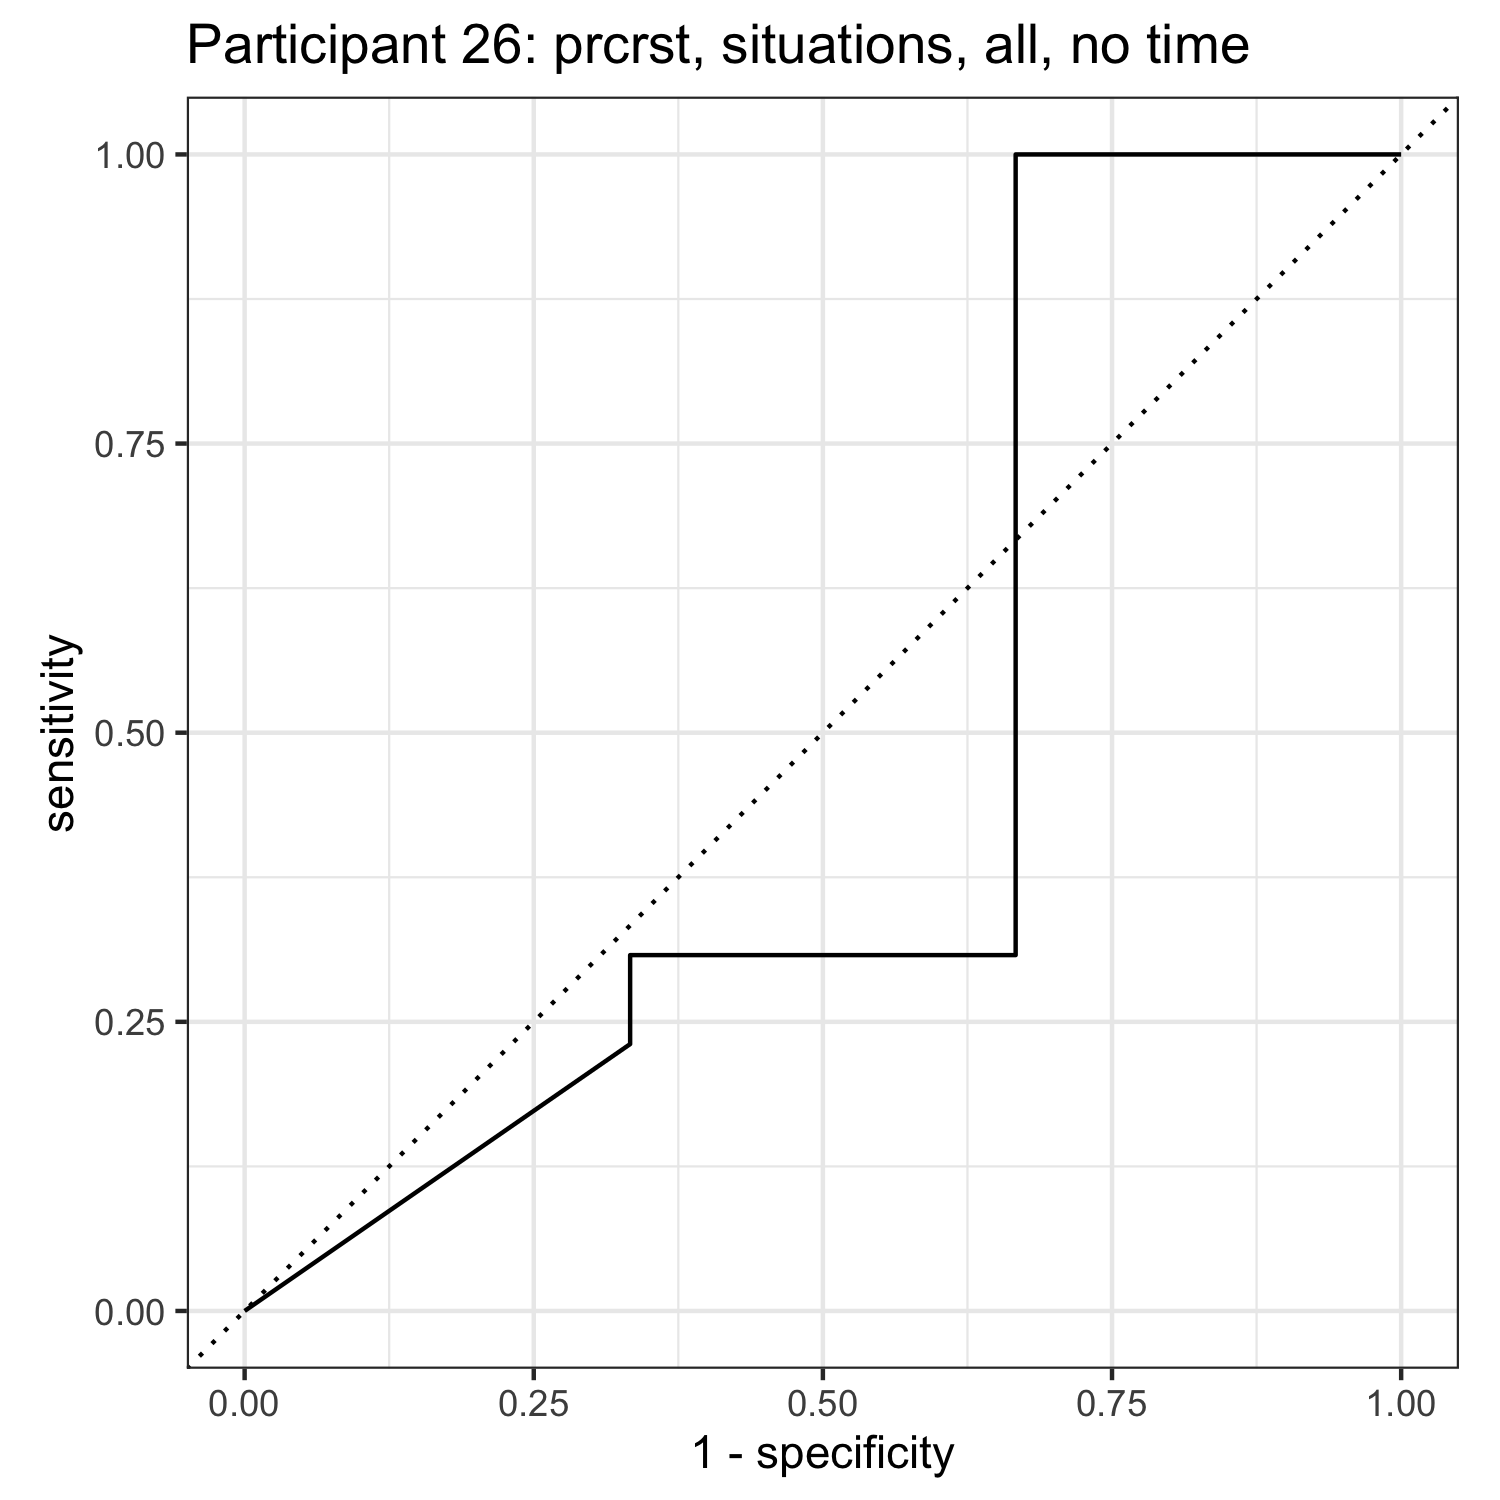 Participant 26: prcrst, situations, all, no time
1.00
0.75
0.50
0.25
0.00
sensitivity
0.00 0.25 0.50 0.75 1.00
1 - specificity